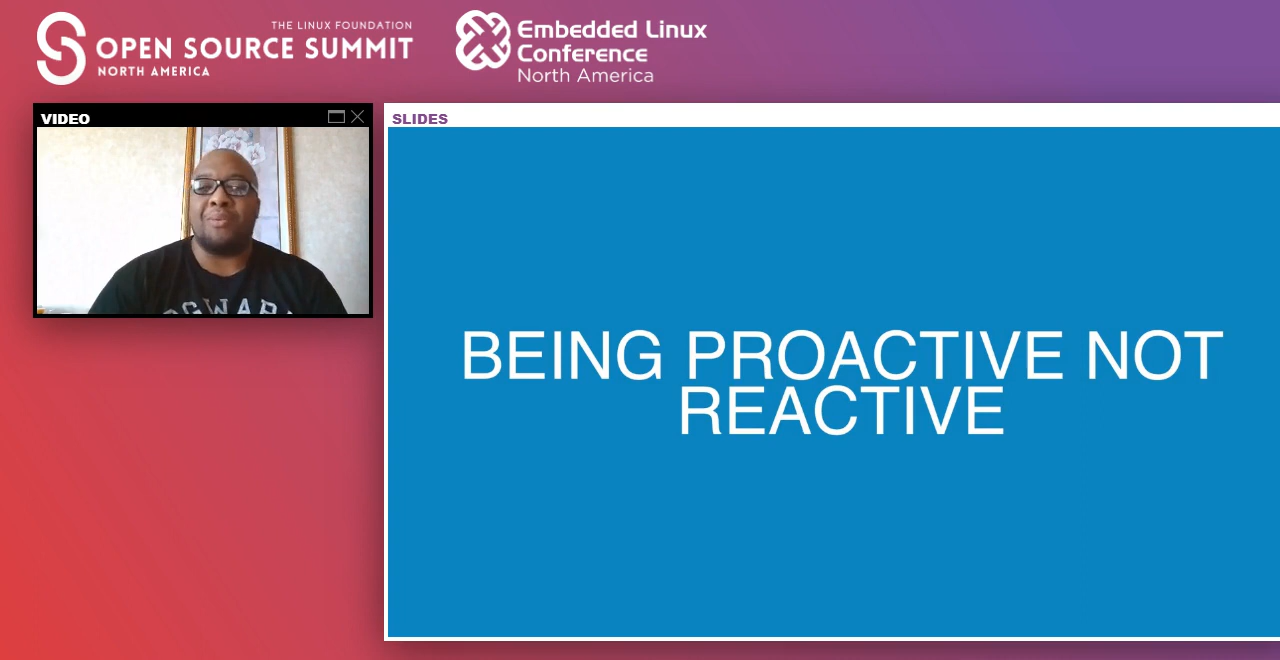 THE LINUX FOUNDATION
OPEN SOURCE SUMMIT
NORTH AMERICA
Embedded Linux
Conference
North America
VIDEO
SLIDES
BEING PROACTIVE NOT
REACTIVE